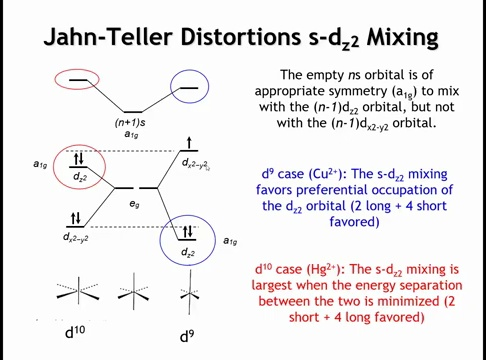 Jahn-Teller Distortions s-dz2 Mixing
The empty ns orbital is of
appropriate symmetry (a1g) to mix
with the (n-1)dz2 orbital, but not
with the (n-1)dx2-y2 orbital.
(n+1)s
a1g
a1g
dz2
dx2-y2
eg
dx2-y2
dz2
a1g
d9 case (Cu2+): The s-dz2 mixing
favors preferential occupation of
of the dz2 orbital (2 long + 4 short
favored)
d10 case (Hg2+): The s-dz2 mixing is
largest when the energy separation
between the two is minimized (2
short + 4 long favored)
d10
d9